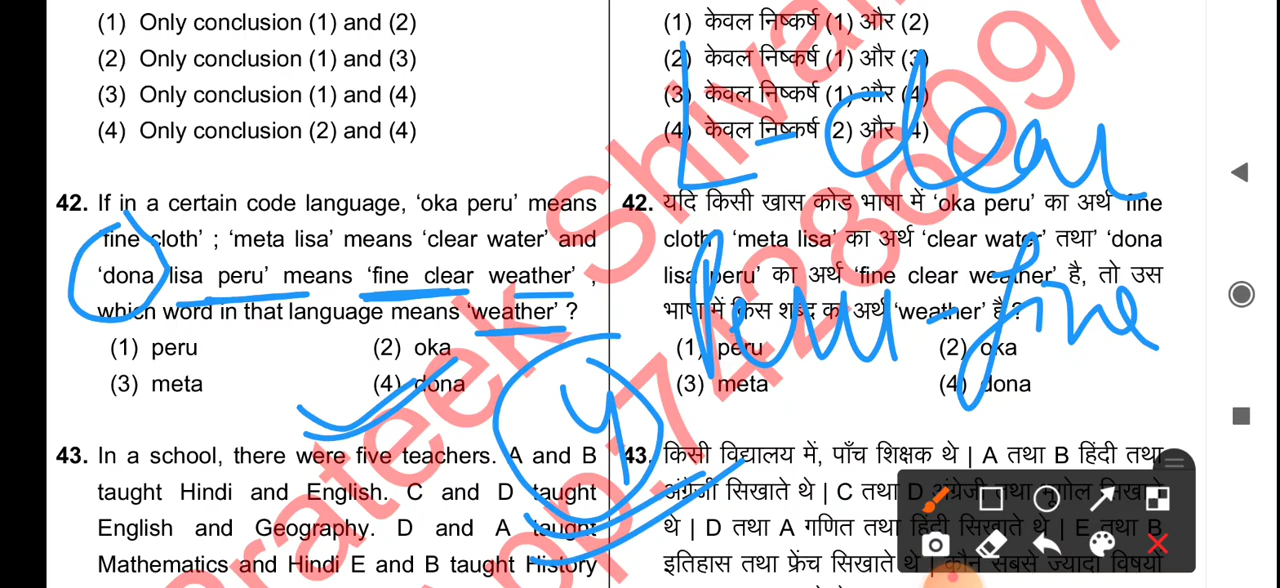 (1) Only conclusion (1) and (2)
(2) Only conclusion (1) and (3)
(3) Only conclusion (1) and (4)
(4) Only conclusion (2) and (4)
42. If in a certain code language, ‘oka peru’ means
‘fine cloth’ ; ‘meta lisa’ means ‘clear water’ and
‘dona lisa peru’ means ‘fine clear weather’,
which word in that language means ‘weather’ ?
(1) peru (2) oka
(3) meta (4) dona
43. In a school, there were five teachers. A and B
taught Hindi and English. C and D taught
English and Geography. D and A taught
Mathematics and Hindi E and B taught History
(1) केवल निष्कर्ष (1) और (2)
(2) केवल निष्कर्ष (1) और (3)
(3) केवल निष्कर्ष (1) और (4)
(4) केवल निष्कर्ष (2) और (4)
42. यदि किसी खास कोड भाषा में ‘oka peru’ का अर्थ ‘fine
cloth’ ‘meta lisa’ का अर्थ ‘clear water’ तथा’ ‘dona
lisa peru’ का अर्थ ‘fine clear weather’ है, तो उस
भाषा में किस शब्द का अर्थ ‘weather’ है ?
(1) peru (2) oka
(3) meta (4) dona
43. किसी विद्यालय में, पाँच शिक्षक थे | A तथा B हिंदी तथा
अंग्रेजी सिखाते थे | C तथा D अंग्रेजी तथा भूगोल सिखाते
थे | D तथा A गणित तथा हिंदी सिखाते थे | E तथा B
इतिहास तथा फ्रेंच सिखाते थे | कौन सबसे ज्यादा विषयों
L - clear
Peru - fine
4
Prateek Shivam